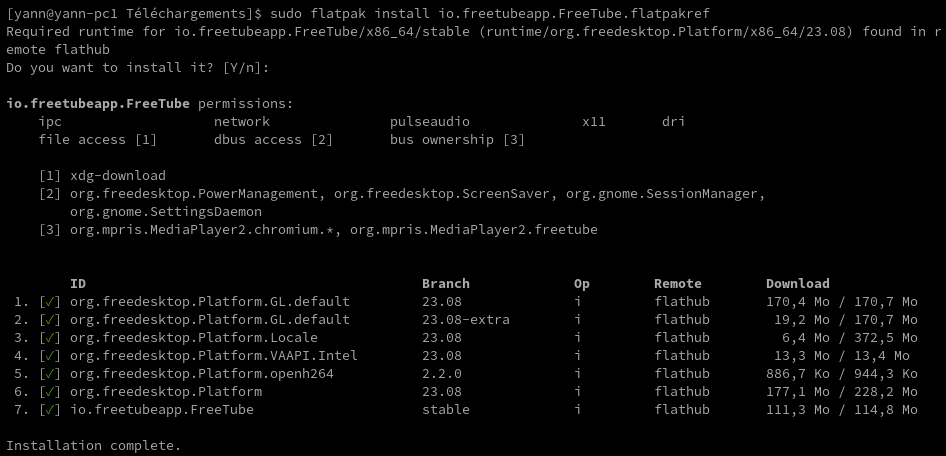 [yann@yann-pc1 Téléchargements]$ sudo flatpak install io.freetubeapp.FreeTube.flatpakref
Required runtime for io.freetubeapp.FreeTube/x86_64/stable (runtime/org.freedesktop.Platform/x86_64/23.08) found in r
emote flathub
Do you want to install it? [Y/n]:
io.freetubeapp.FreeTube permissions:
ipc network pulseaudio x11 dri
file access [1] dbus access [2] bus ownership [3]
[1] xdg-download
[2] org.freedesktop.PowerManagement, org.freedesktop.ScreenSaver, org.gnome.SessionManager,
org.gnome.SettingsDaemon
[3] org.mpris.MediaPlayer2.chromium.*, org.mpris.MediaPlayer2.freetube
ID Branch Op Remote Download
1. [✓] org.freedesktop.Platform.GL.default 23.08 i flathub 170,4 Mo / 170,7 Mo
2. [✓] org.freedesktop.Platform.GL.default 23.08-extra i flathub 19,2 Mo / 170,7 Mo
3. [✓] org.freedesktop.Platform.Locale 23.08 i flathub 6,4 Mo / 372,5 Mo
4. [✓] org.freedesktop.Platform.VAAPI.Intel 23.08 i flathub 13,3 Mo / 13,4 Mo
5. [✓] org.freedesktop.Platform.openh264 2.2.0 i flathub 886,7 Ko / 944,3 Ko
6. [✓] org.freedesktop.Platform 23.08 i flathub 177,1 Mo / 228,2 Mo
7. [✓] io.freetubeapp.FreeTube stable i flathub 111,3 Mo / 114,8 Mo
Installation complete.